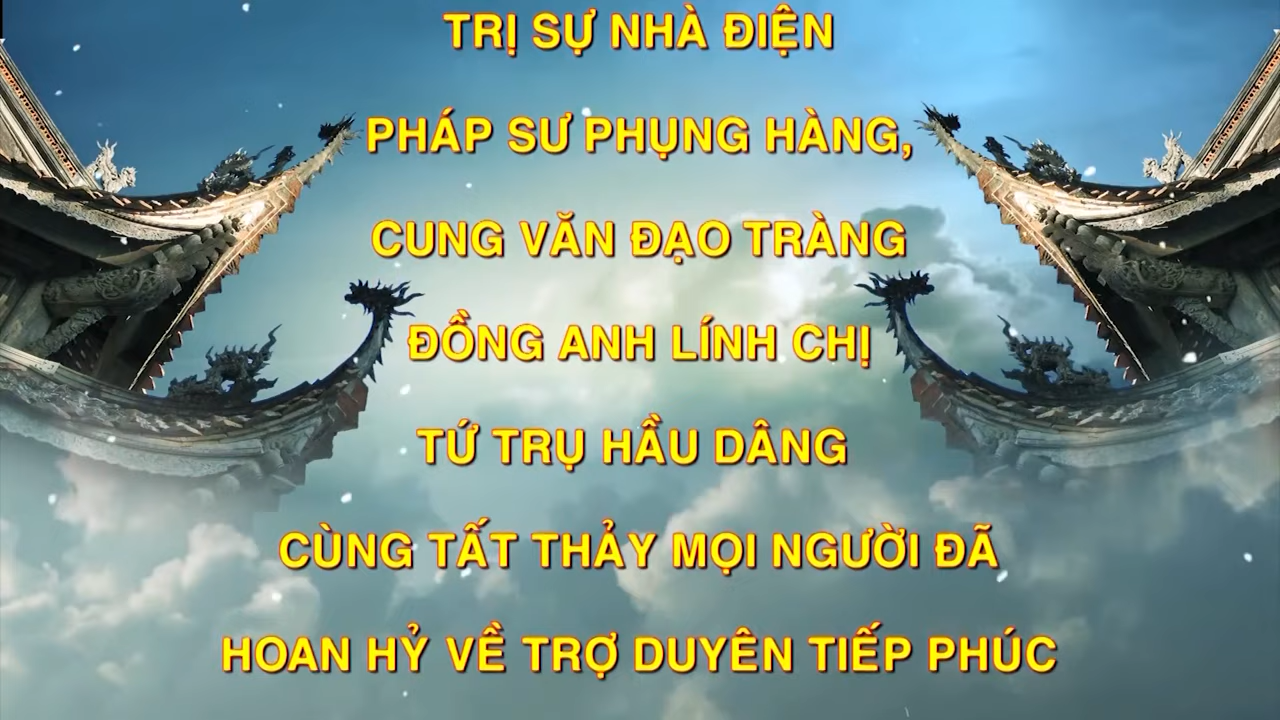 TRỊ SỰ NHÀ ĐIỆN
PHÁP SƯ PHỤNG HÀNG,
CUNG VĂN ĐẠO TRÀNG
ĐỒNG ANH LÍNH CHỊ
TỨ TRỤ HẦU DÂNG
CÙNG TẤT THẢY MỌI NGƯỜI ĐÃ
HOAN HỶ VỀ TRỢ DUYÊN TIẾP PHÚC